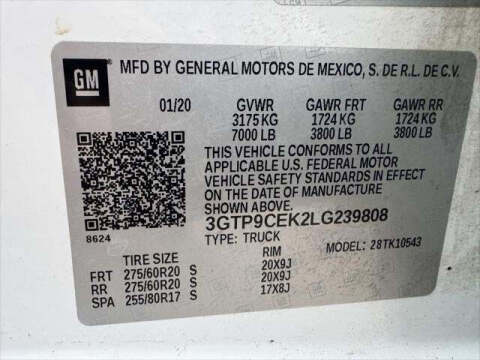 GM
MFD BY GENERAL MOTORS DE MEXICO, S. DE R.L. DE C.V.
01/20 GVWR GAWR FRT GAWR RR
3175 KG 1724 KG 1724 KG
7000 LB 3800 LB 3800 LB
THIS VEHICLE CONFORMS TO ALL
APPLICABLE U.S. FEDERAL MOTOR
VEHICLE SAFETY STANDARDS IN EFFECT
ON THE DATE OF MANUFACTURE
SHOWN ABOVE.
8624 3GTP9CEK2LG239808
TYPE: TRUCK MODEL: 28TK10543
TIRE SIZE RIM
FRT 275/60R20 S 20X9J
RR 275/60R20 S 20X9J
SPA 255/80R17 S 17X8J